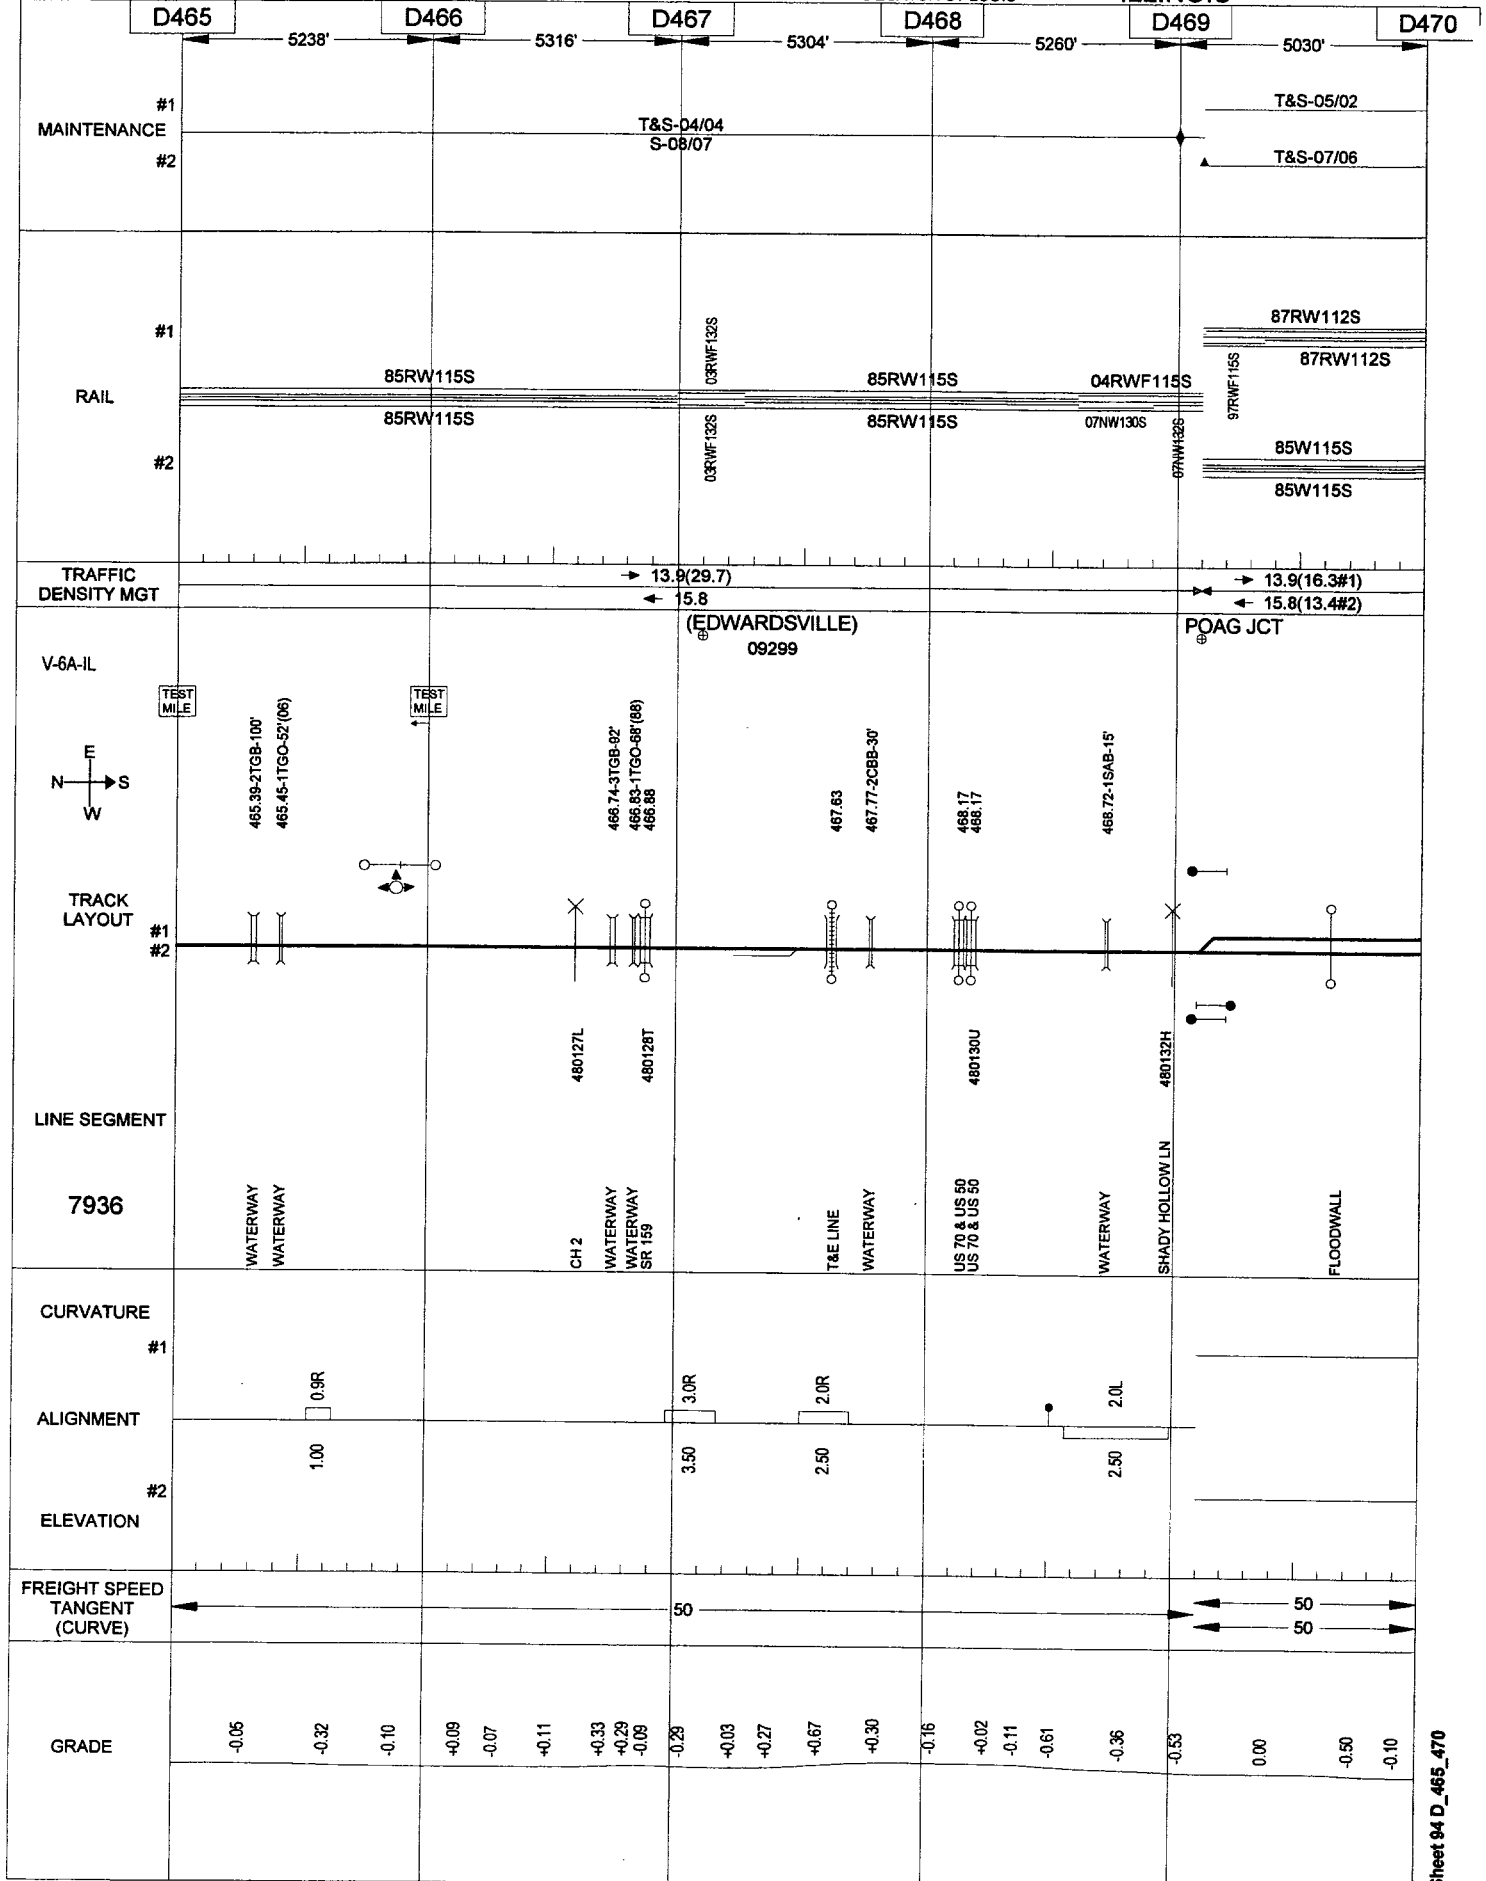 ILLINOIS
D465 D466 D467 D468 D469 D470
5238' 5316' 5304' 5260' 5030'
#1
MAINTENANCE
#2
T&S-04/04
S-08/07
T&S-05/02
T&S-07/06
#1
RAIL
#2
85RW115S
85RW115S
03RWF132S
03RWF132S
85RW115S
85RW115S
04RWF115S
07NW130S
07NW132S
97RWF115S
87RW112S
87RW112S
85W115S
85W115S
TRAFFIC
DENSITY MGT
13.9(29.7)
15.8
13.9(16.3#1)
15.8(13.4#2)
(EDWARDSVILLE)
09299
POAG JCT
V-6A-IL
TEST
MILE
TEST
MILE
E
N S
W
465.39-2TGB-100'
465.45-1TGO-52'(06)
466.74-3TGB-92'
466.83-1TGO-68'(88)
466.88
467.63
467.77-2CBB-30'
468.17
468.17
468.72-1SAB-15'
TRACK
LAYOUT
#1
#2
480127L
480128T
480130U
480132H
LINE SEGMENT
7936
WATERWAY
WATERWAY
CH 2
WATERWAY
WATERWAY
SR 159
T&E LINE
WATERWAY
US 70 & US 50
US 70 & US 50
WATERWAY
SHADY HOLLOW LN
FLOODWALL
CURVATURE
#1
ALIGNMENT
#2
ELEVATION
0.9R
1.00
3.0R
3.50
2.0R
2.50
2.0L
2.50
FREIGHT SPEED
TANGENT
(CURVE)
50
50
50
GRADE
-0.05
-0.32
-0.10
+0.09
-0.07
+0.11
+0.33
+0.29
-0.09
-0.29
+0.03
+0.27
+0.67
+0.30
-0.16
+0.02
-0.11
-0.61
-0.36
-0.53
0.00
-0.50
-0.10
Sheet 94 D_465_470